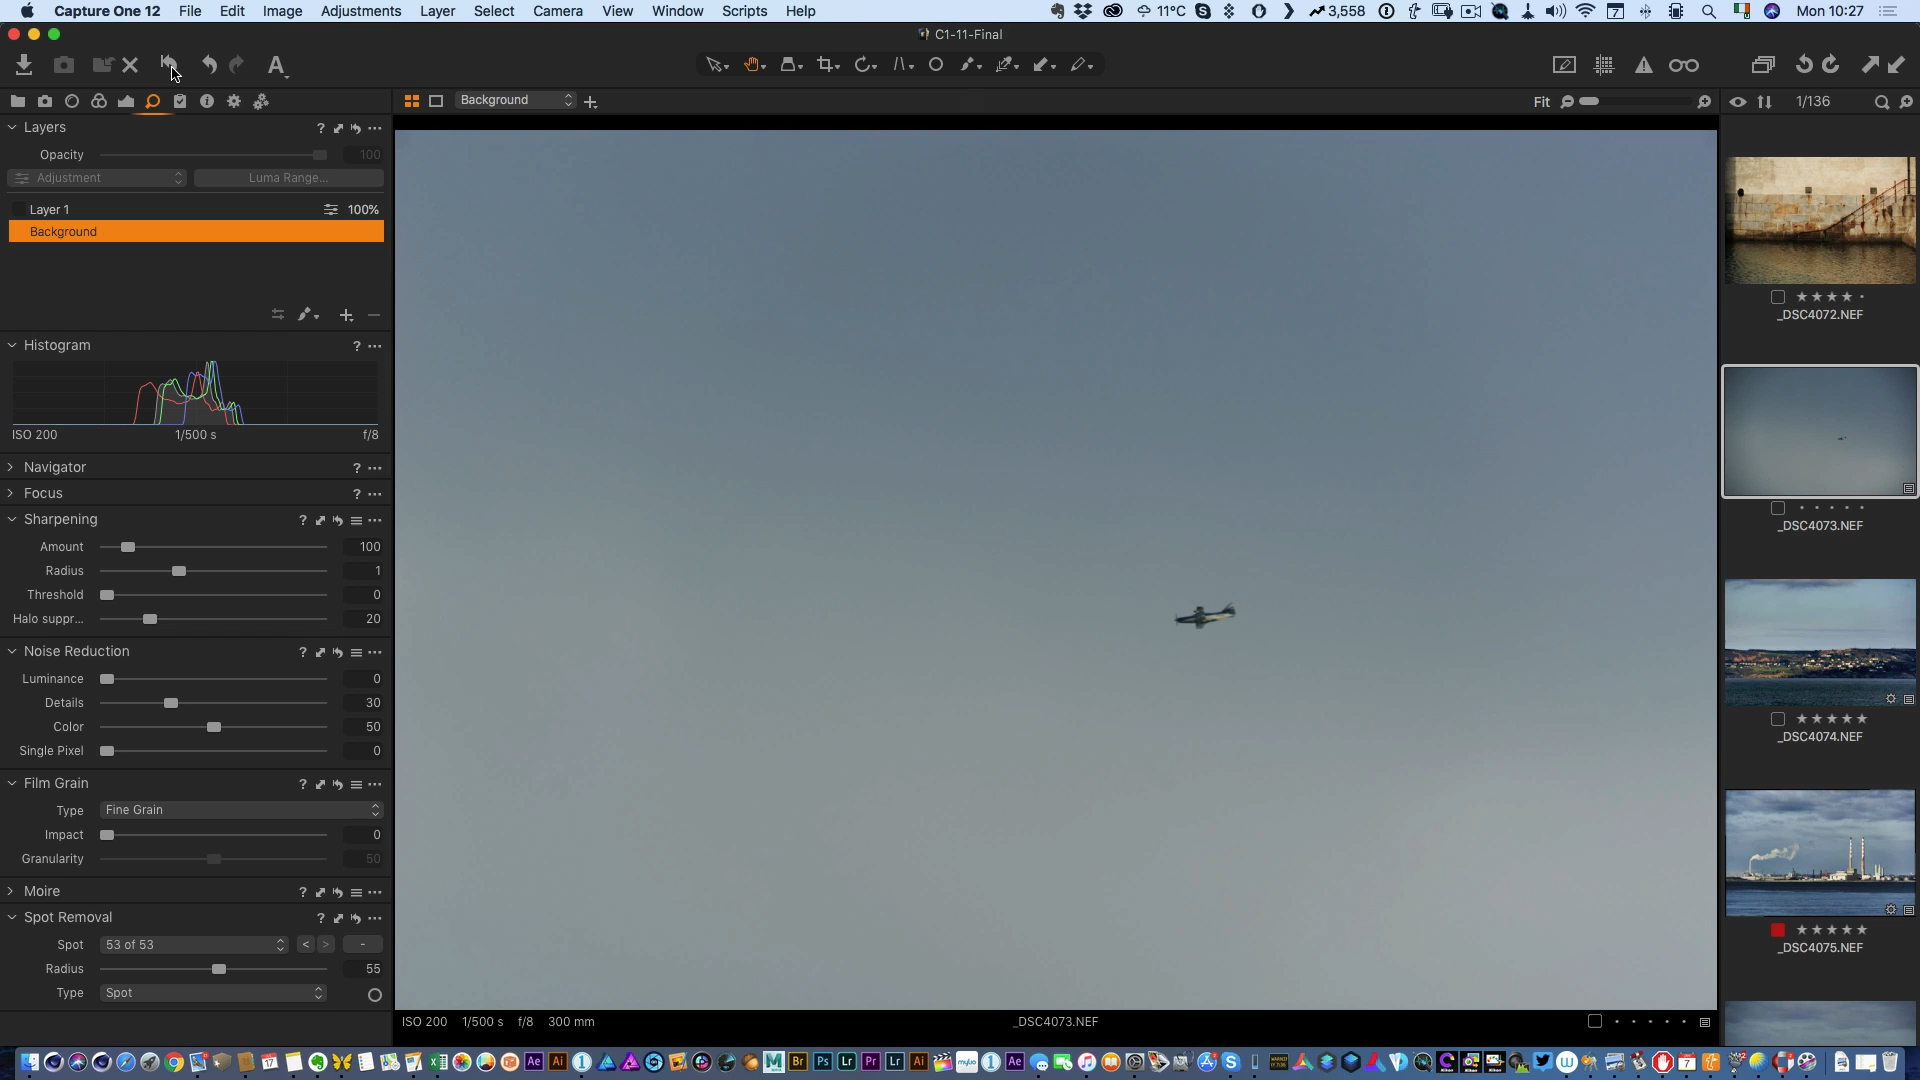 Capture One 12 File Edit Image Adjustments Layer Select Camera View Window Scripts Help 11°C 3,558 Mon 10:27
C1-11-Final
Background Fit 1/136
Layers
Opacity 100
Adjustment Luma Range...
Layer 1 100%
Background
Histogram
ISO 200 1/500 s f/8
Navigator
Focus
Sharpening
Amount 100
Radius 1
Threshold 0
Halo suppr... 20
Noise Reduction
Luminance 0
Details 30
Color 50
Single Pixel 0
Film Grain
Type Fine Grain
Impact 0
Granularity 50
Moire
Spot Removal
Spot 53 of 53
Radius 55
Type Spot
ISO 200 1/500 s f/8 300 mm _DSC4073.NEF
_DSC4072.NEF
_DSC4073.NEF
_DSC4074.NEF
_DSC4075.NEF